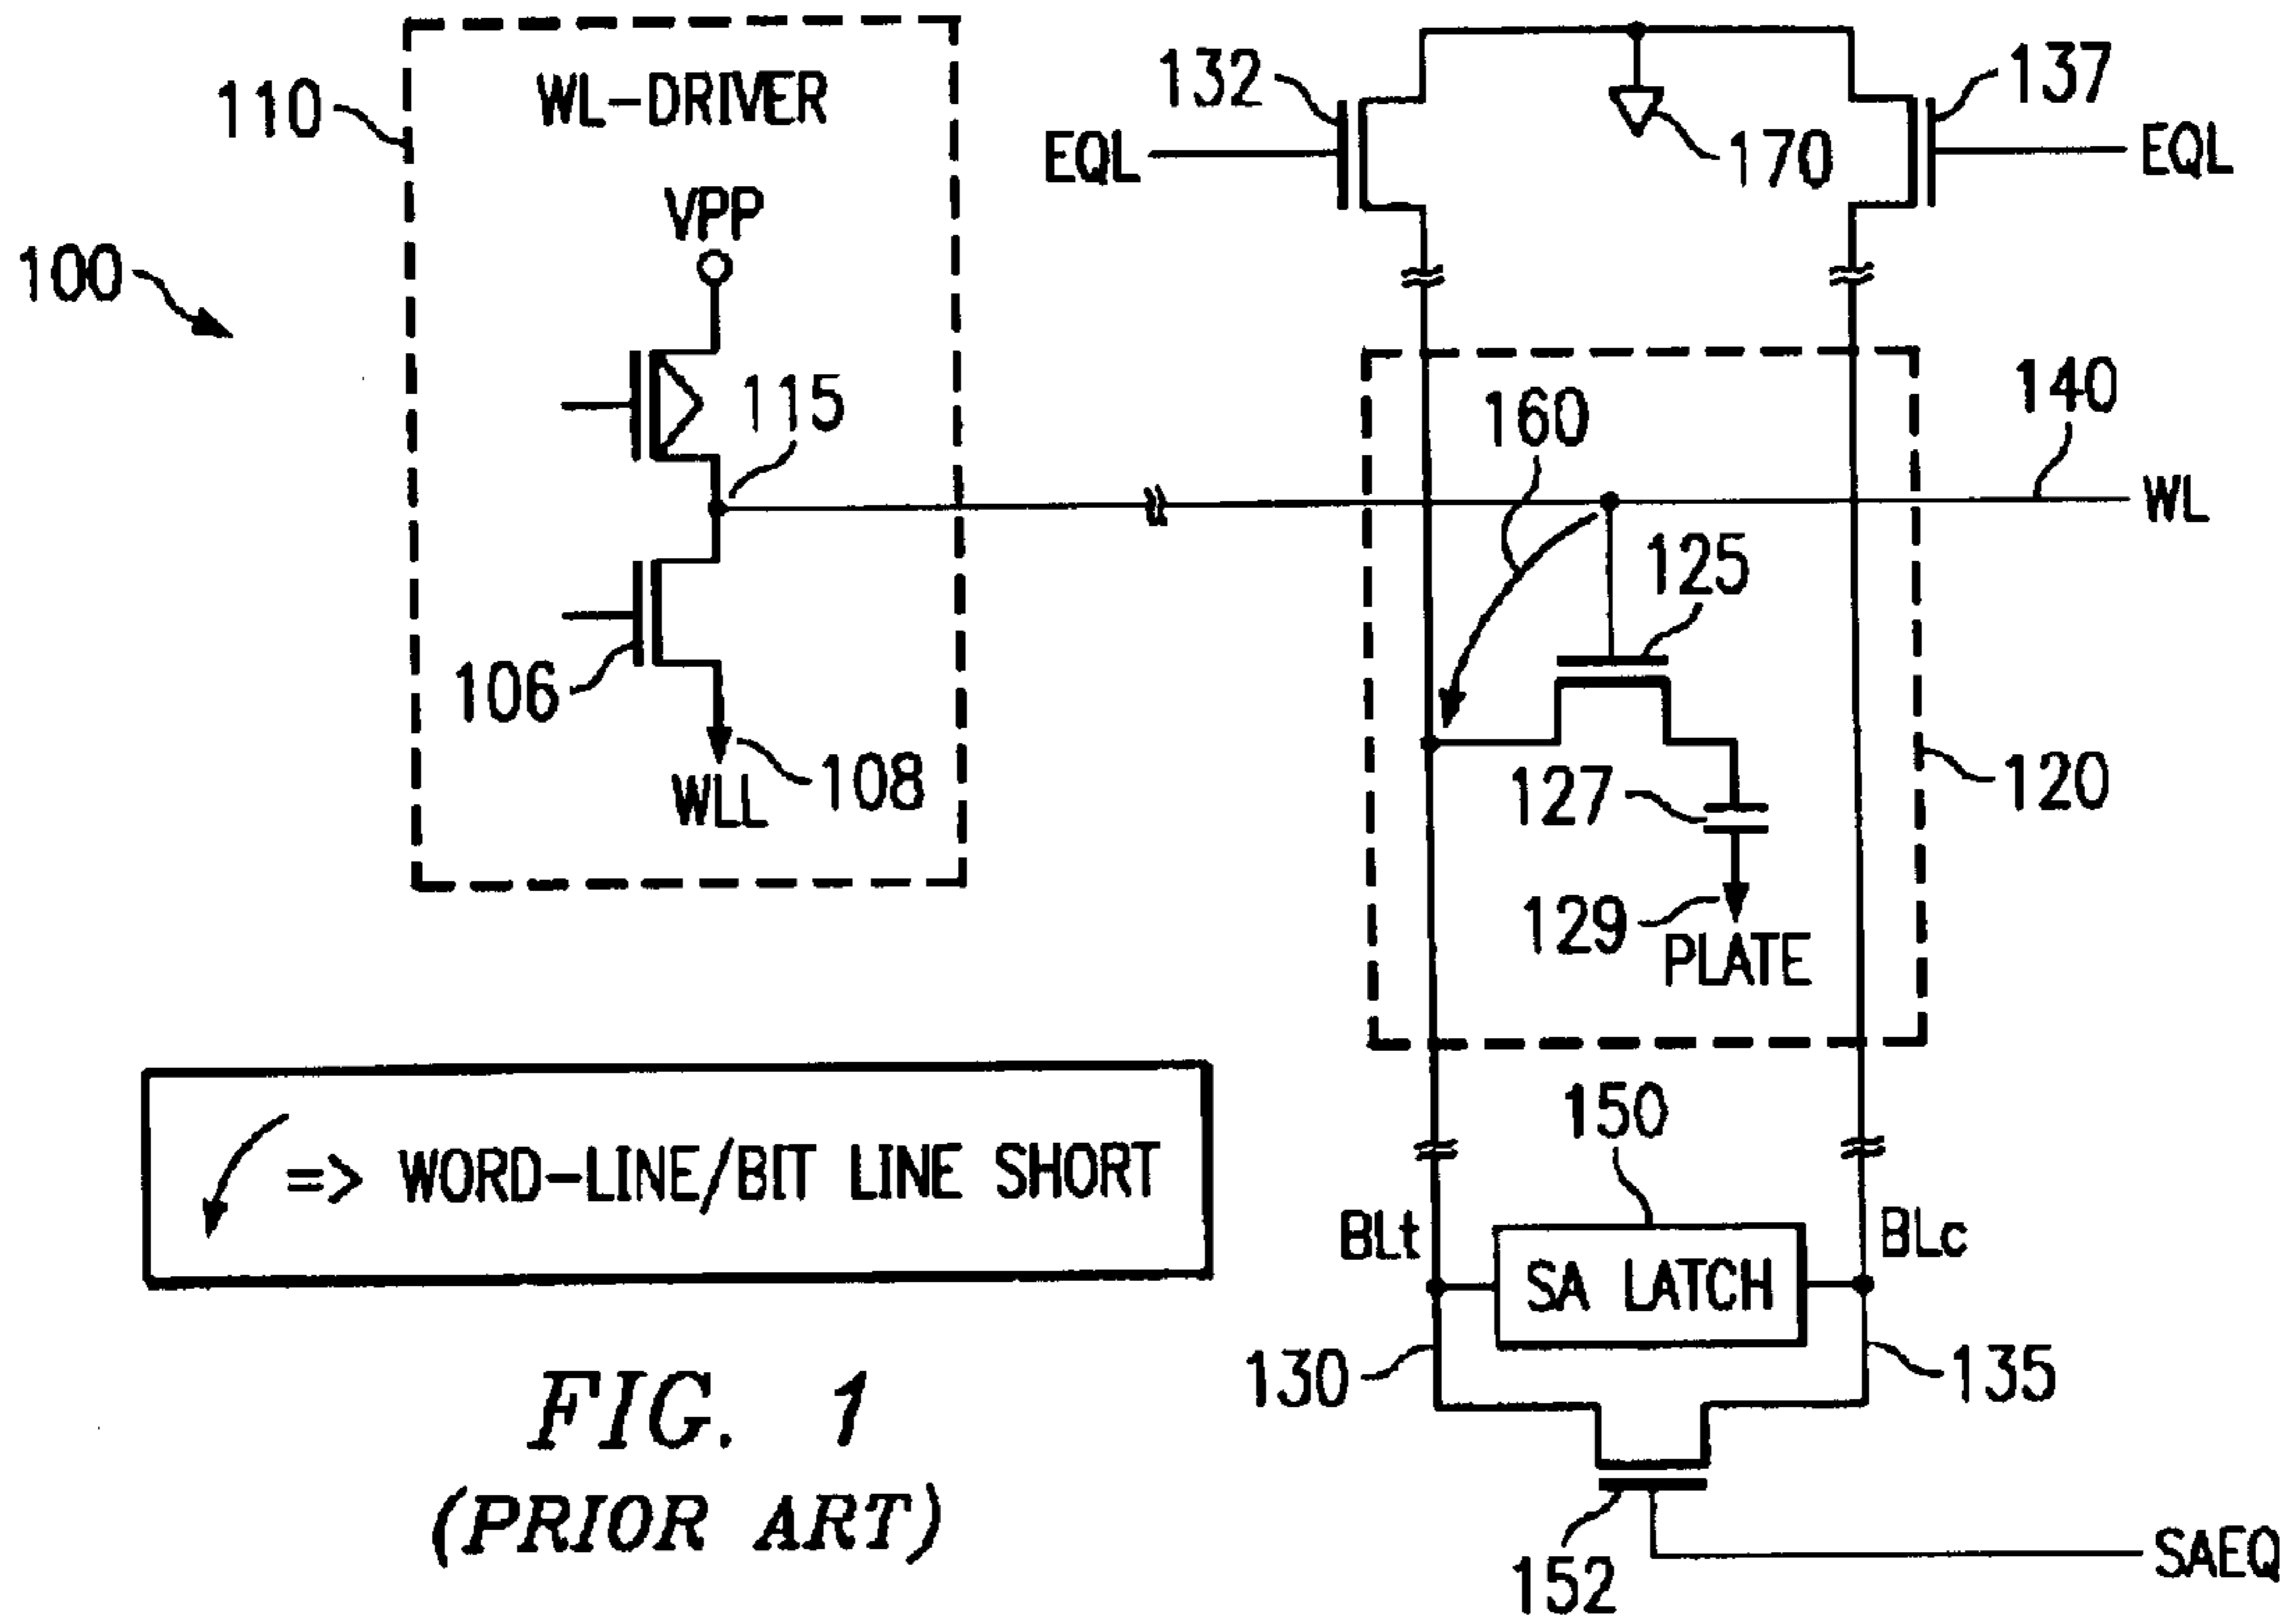 110
WL-DRIVER
132
137
EQL
170
EQL
VPP
100
115
160
140
WL
125
106
108
WLL
127
120
129
PLATE
150
=> WORD-LINE/BIT LINE SHORT
BLt
BLc
SA LATCH
130
135
FIG. 1
(PRIOR ART)
152
SAEQ